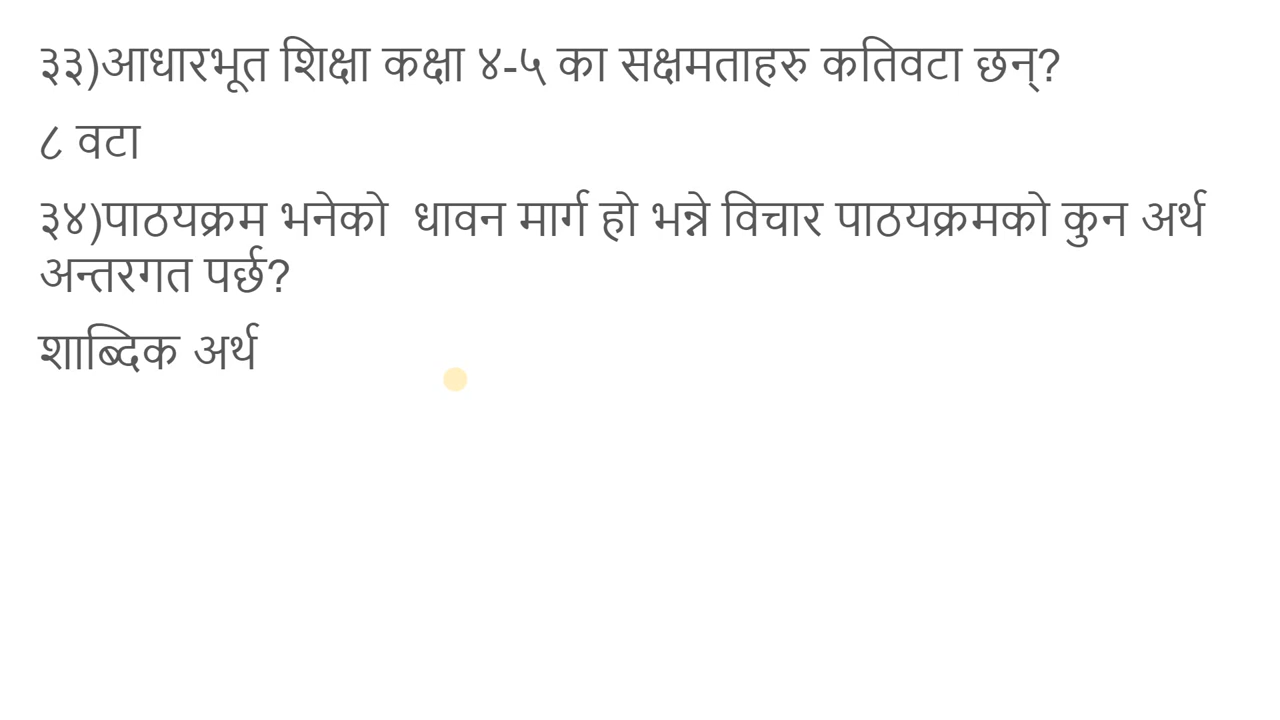 ३३)आधारभूत शिक्षा कक्षा ४-५ का सक्षमताहरु कतिवटा छन्?
८ वटा
३४)पाठयक्रम भनेको  धावन मार्ग हो भन्ने विचार पाठयक्रमको कुन अर्थ
अन्तरगत पर्छ?
शाब्दिक अर्थ